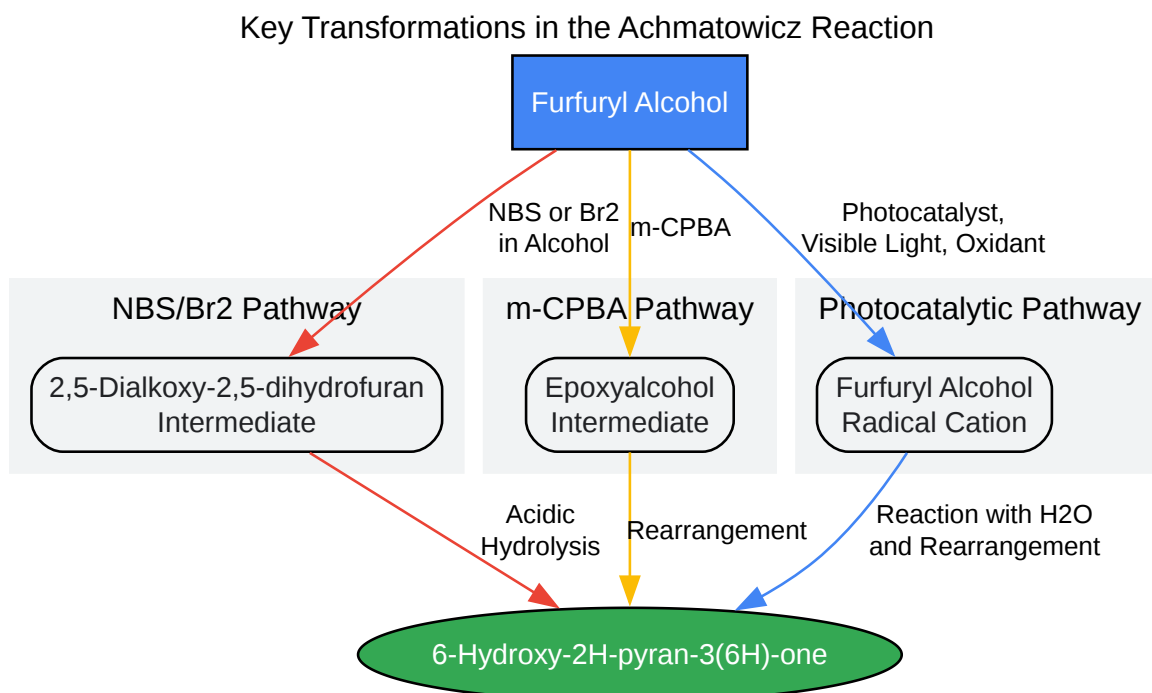 Key Transformations in the Achmatowicz Reaction
Furfuryl Alcohol
NBS or Br2
in Alcohol
m-CPBA
Photocatalyst,
Visible Light, Oxidant
NBS/Br2 Pathway
m-CPBA Pathway
Photocatalytic Pathway
2,5-Dialkoxy-2,5-dihydrofuran
Intermediate
Epoxyalcohol
Intermediate
Furfuryl Alcohol
Radical Cation
Acidic
Hydrolysis
Rearrangement
Reaction with H2O
and Rearrangement
6-Hydroxy-2H-pyran-3(6H)-one